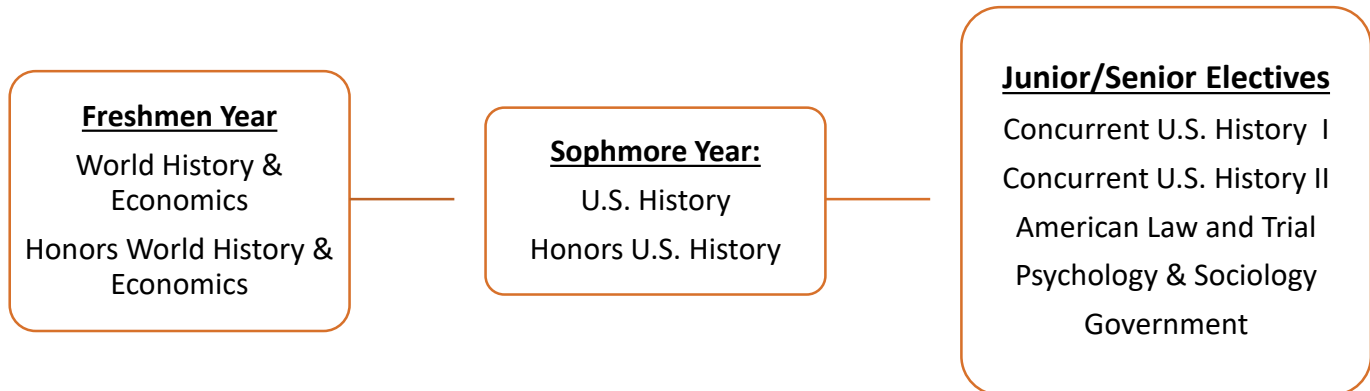 Freshmen Year
World History &
Economics
Honors World History &
Economics
Sophmore Year:
U.S. History
Honors U.S. History
Junior/Senior Electives
Concurrent U.S. History I
Concurrent U.S. History II
American Law and Trial
Psychology & Sociology
Government